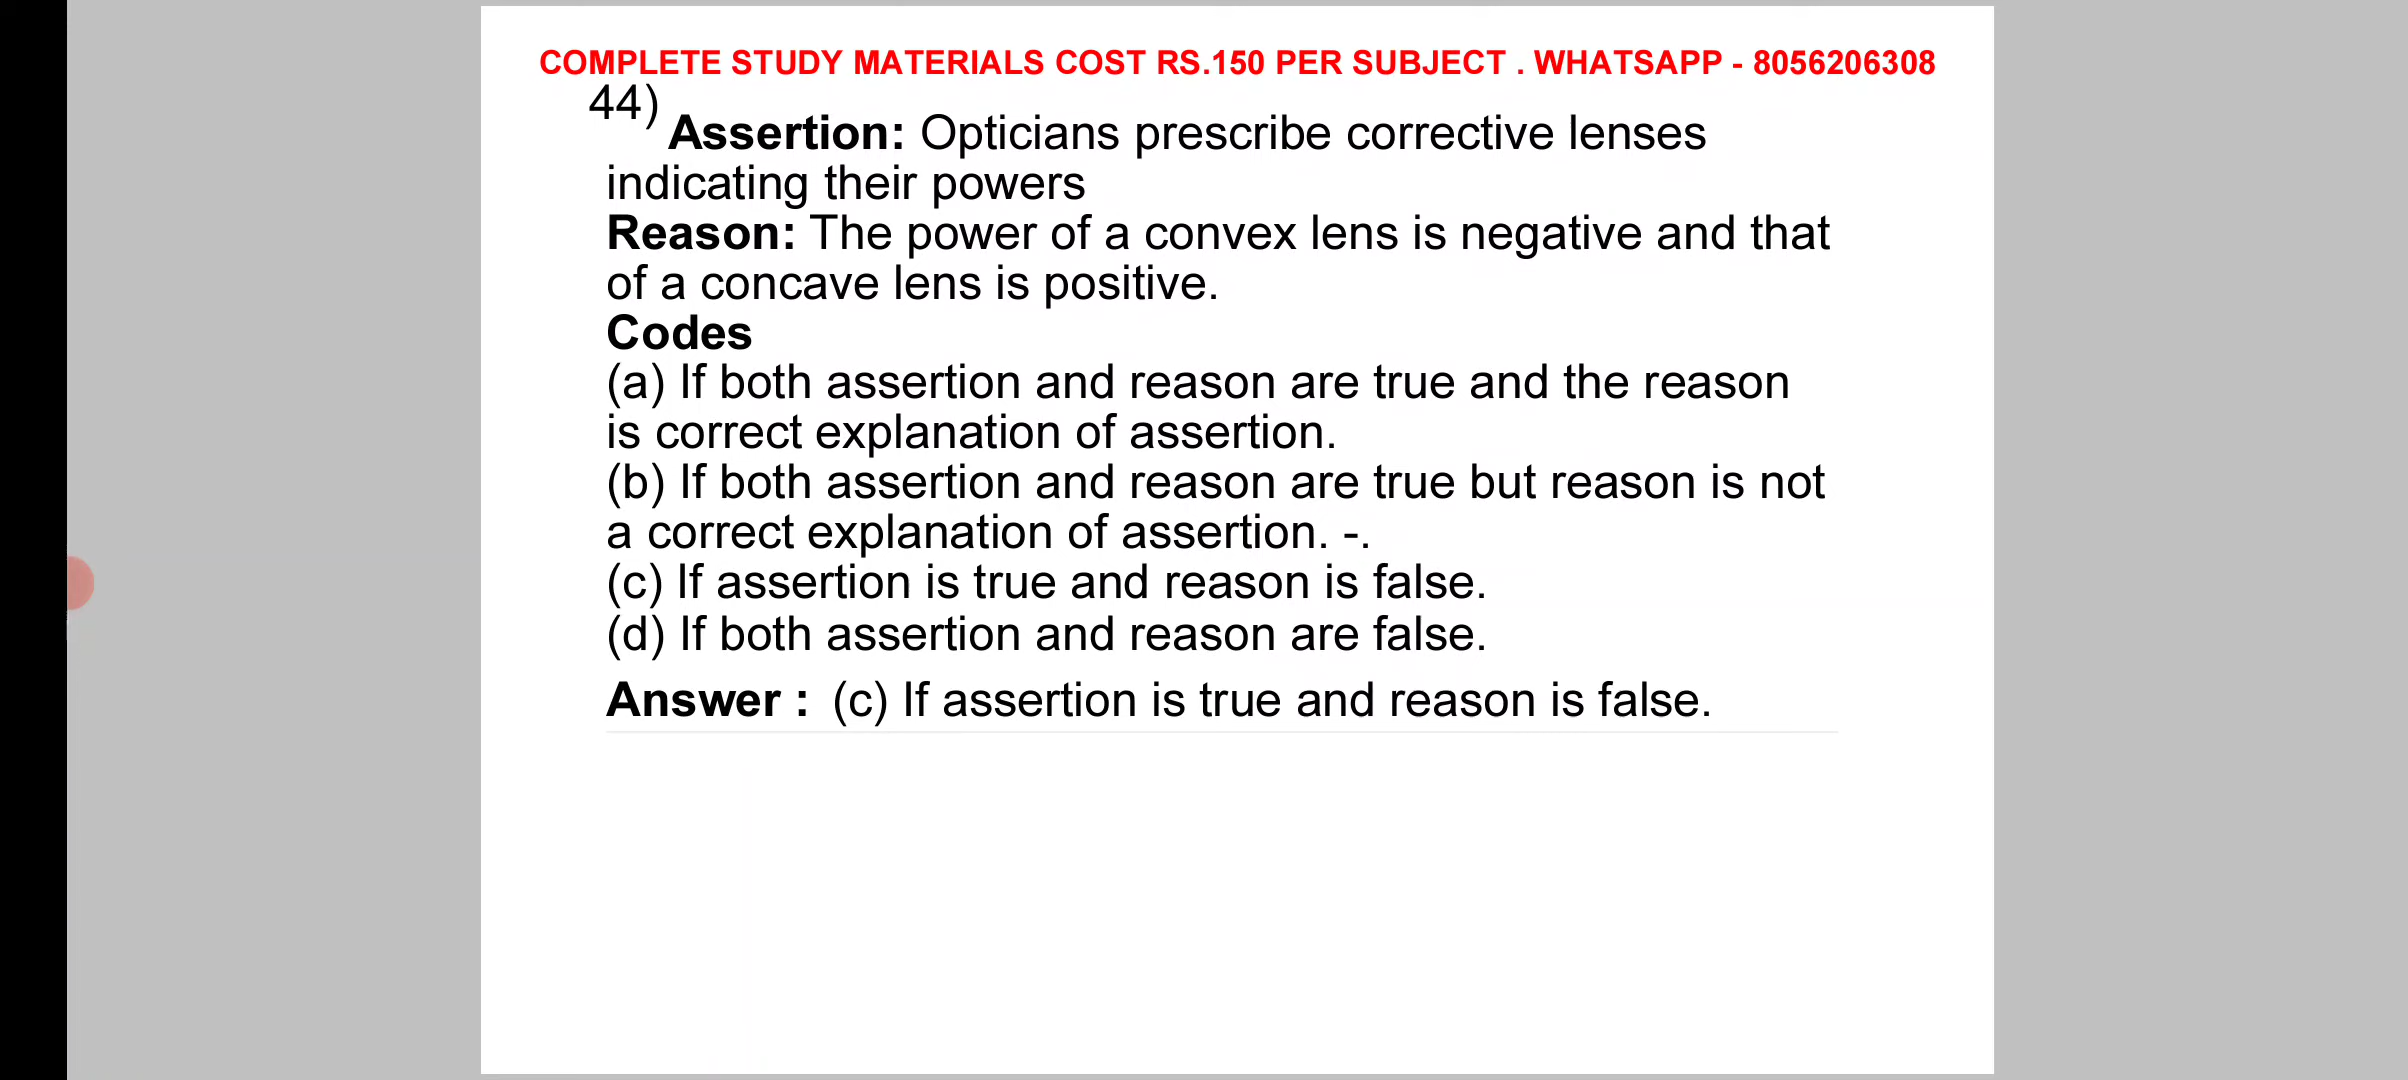 COMPLETE STUDY MATERIALS COST RS.150 PER SUBJECT . WHATSAPP - 8056206308
44)
Assertion: Opticians prescribe corrective lenses
indicating their powers
Reason: The power of a convex lens is negative and that
of a concave lens is positive.
Codes
(a) If both assertion and reason are true and the reason
is correct explanation of assertion.
(b) If both assertion and reason are true but reason is not
a correct explanation of assertion. -.
(c) If assertion is true and reason is false.
(d) If both assertion and reason are false.
Answer : (c) If assertion is true and reason is false.